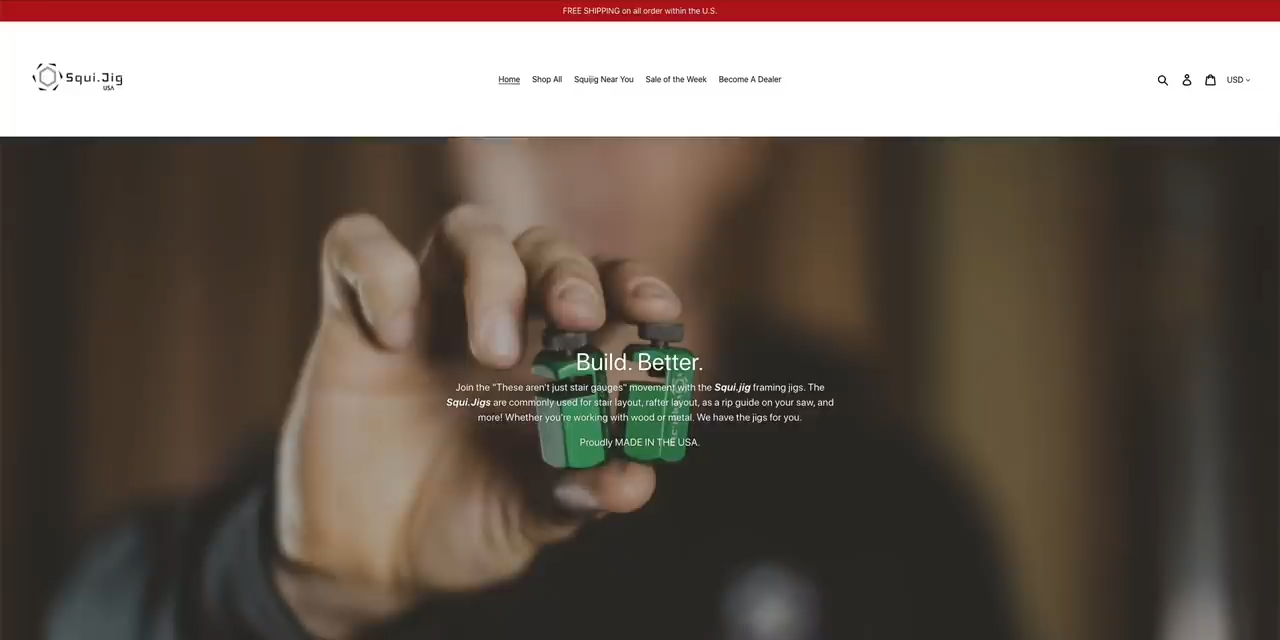 FREE SHIPPING on all order within the U.S.
Squi.Jig
USA
Home Shop All Squijig Near You Sale of the Week Become A Dealer
USD
Build. Better.
Join the "These aren't just stair gauges" movement with the Squi.jig framing jigs. The
Squi.Jigs are commonly used for stair layout, rafter layout, as a rip guide on your saw, and
more! Whether you're working with wood or metal. We have the jigs for you.
Proudly MADE IN THE USA.